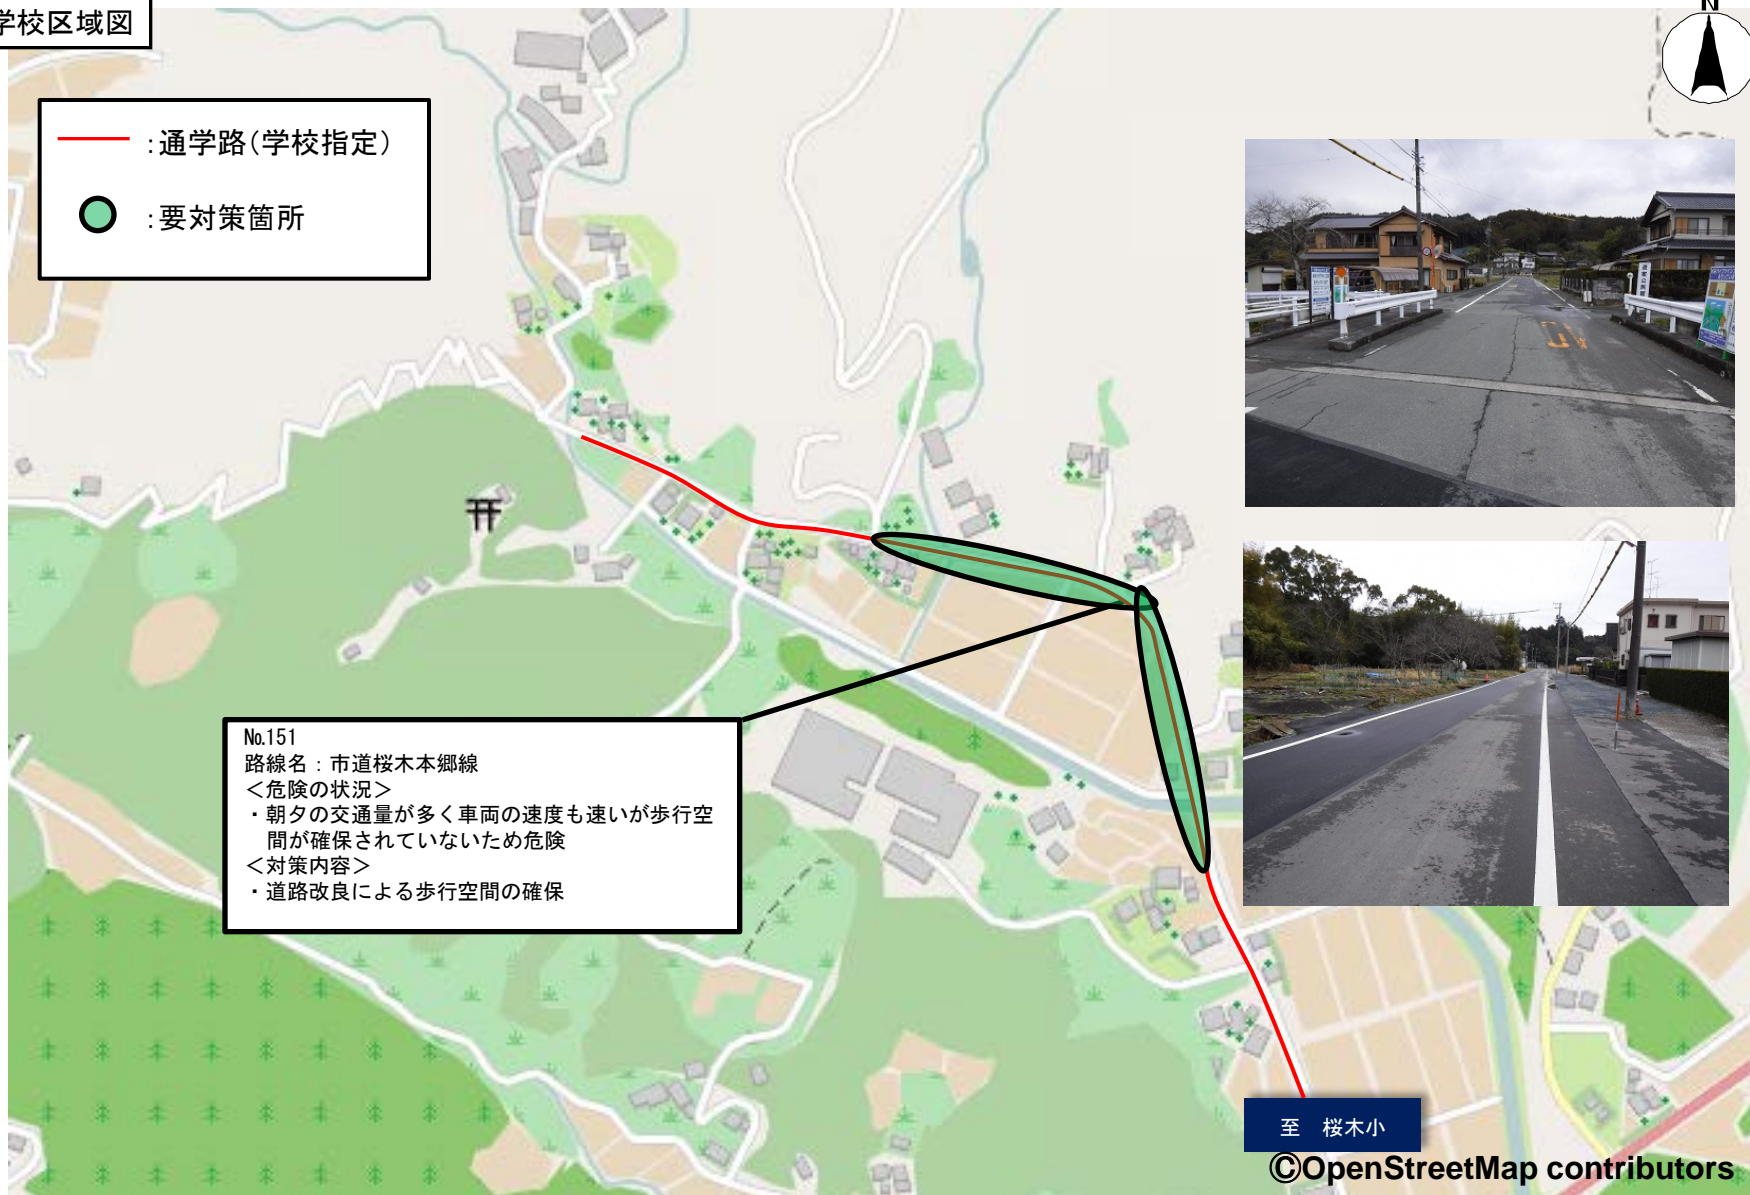 学校区域図
N
:通学路(学校指定)
:要対策箇所
No.151
路線名：市道桜木本郷線
＜危険の状況＞
・朝夕の交通量が多く車両の速度も速いが歩行空
間が確保されていないため危険
＜対策内容＞
・道路改良による歩行空間の確保
至　桜木小
©OpenStreetMap contributors